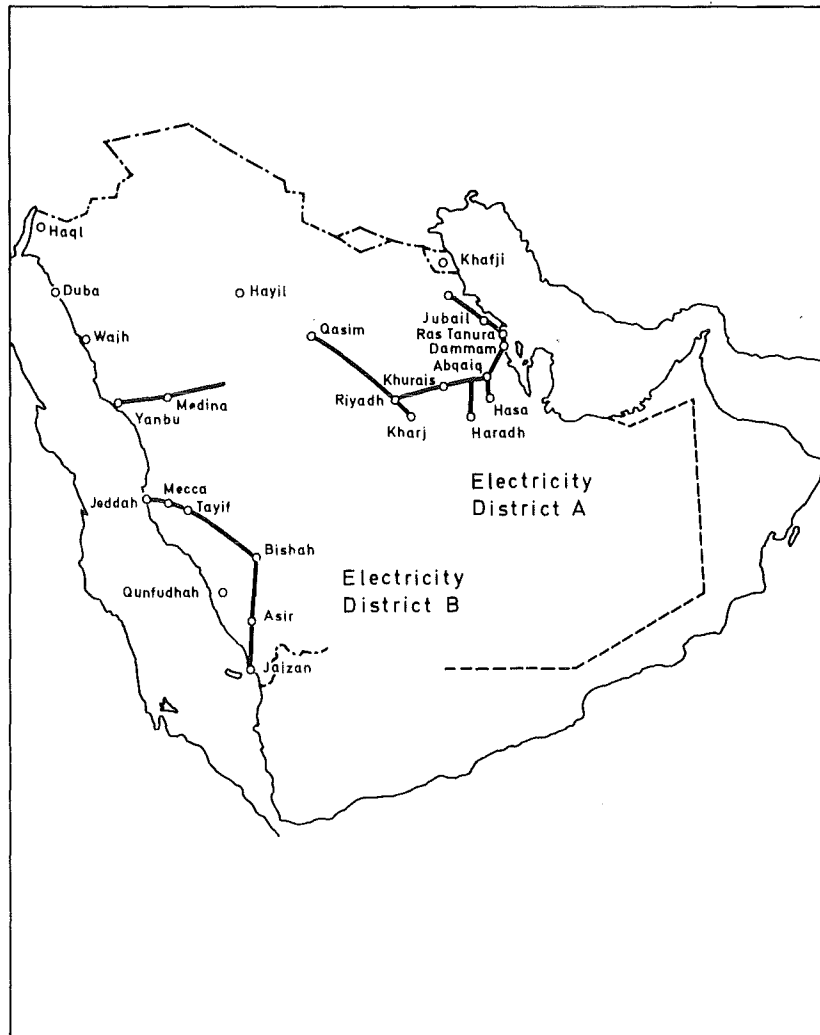 Haql
Khafji
Duba
Hayil
Jubail
Qasim
Ras Tanura
Wajh
Dammam
Abqaiq
Khurais
Yanbu
Medina
Riyadh
Hasa
Kharj
Haradh
Electricity
District A
Jeddah
Mecca
Tayif
Bishah
Electricity
District B
Qunfudhah
Asir
Jaizan